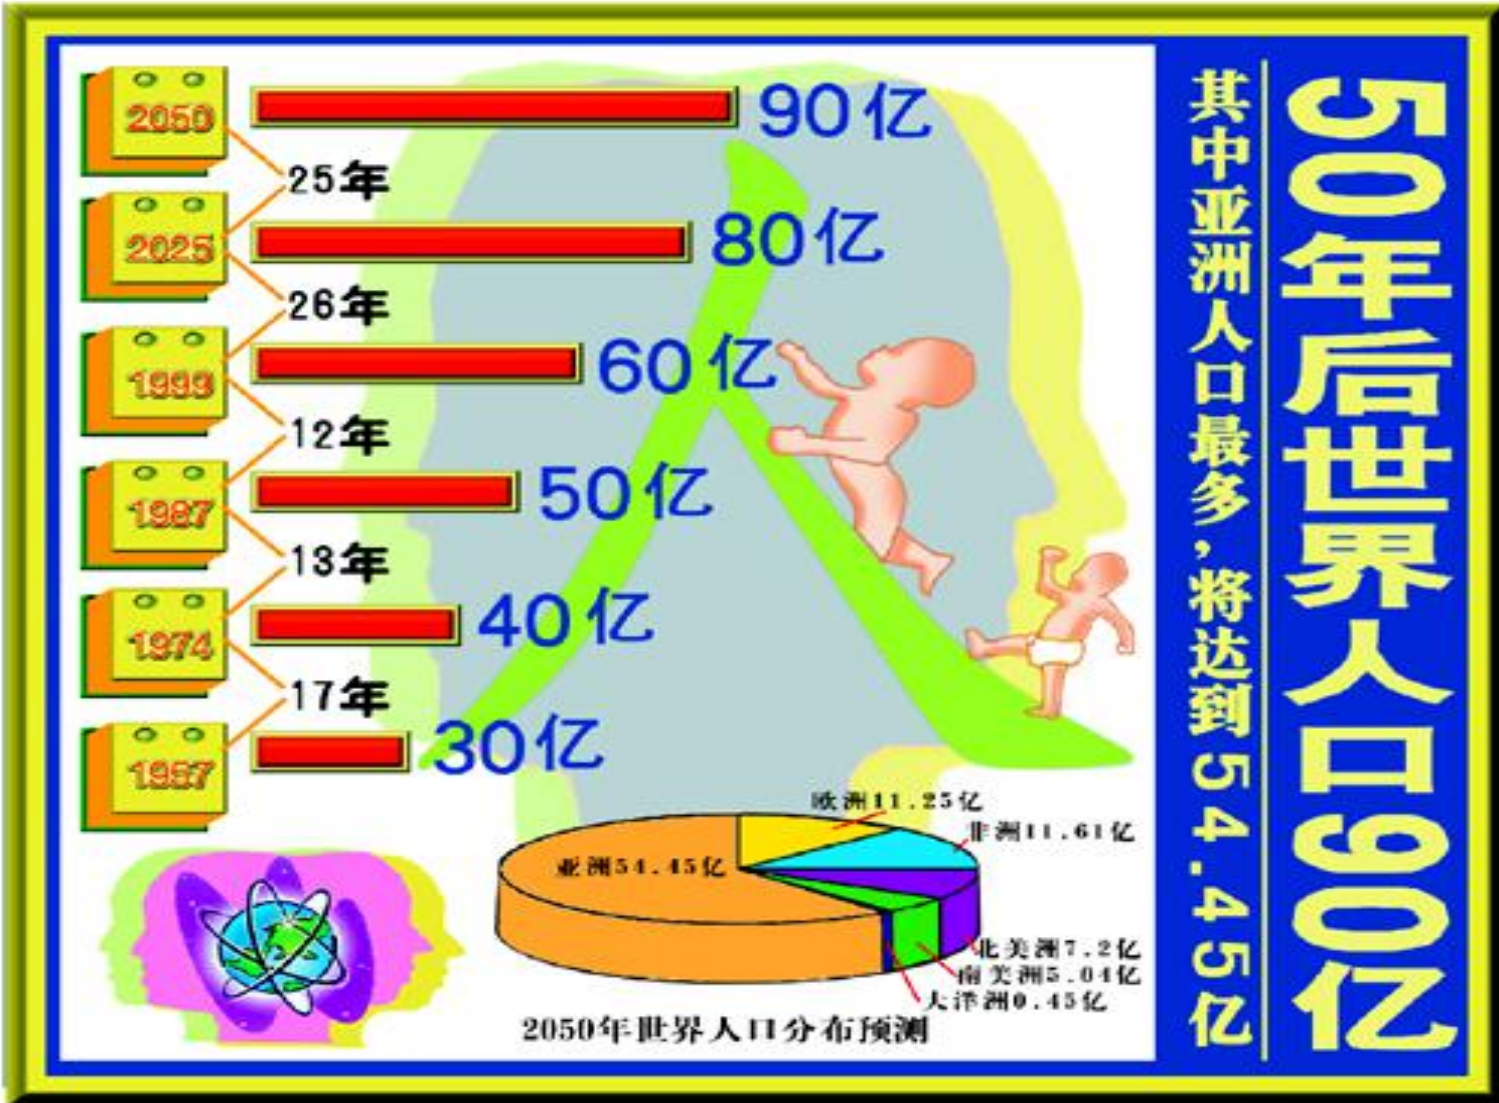 50年后世界人口90亿
其中亚洲人口最多，将达到54.45亿
2050
90亿
25年
2025
80亿
26年
1999
60亿
12年
1987
50亿
13年
1974
40亿
17年
1957
30亿
欧洲11.25亿
非洲11.61亿
亚洲54.45亿
北美洲7.2亿
南美洲5.04亿
大洋洲0.45亿
2050年世界人口分布预测